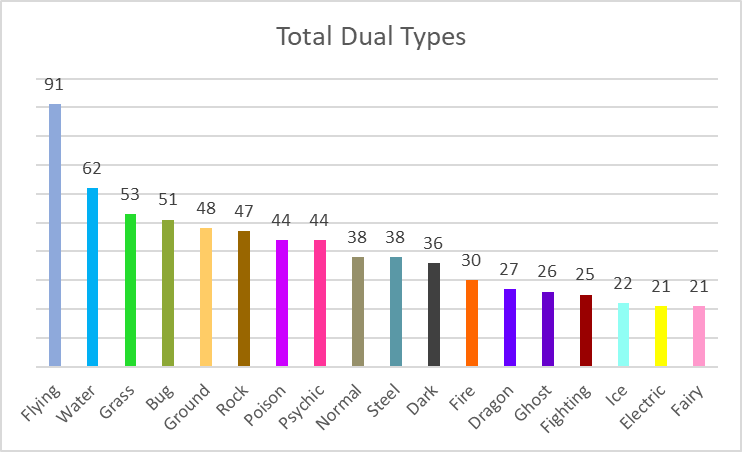 Total Dual Types
91
62
53
51
48
47
44
44
38
38
36
30
27
26
25
22
21
21
Flying
Water
Grass
Bug
Ground
Rock
Poison
Psychic
Normal
Steel
Dark
Fire
Dragon
Ghost
Fighting
Ice
Electric
Fairy